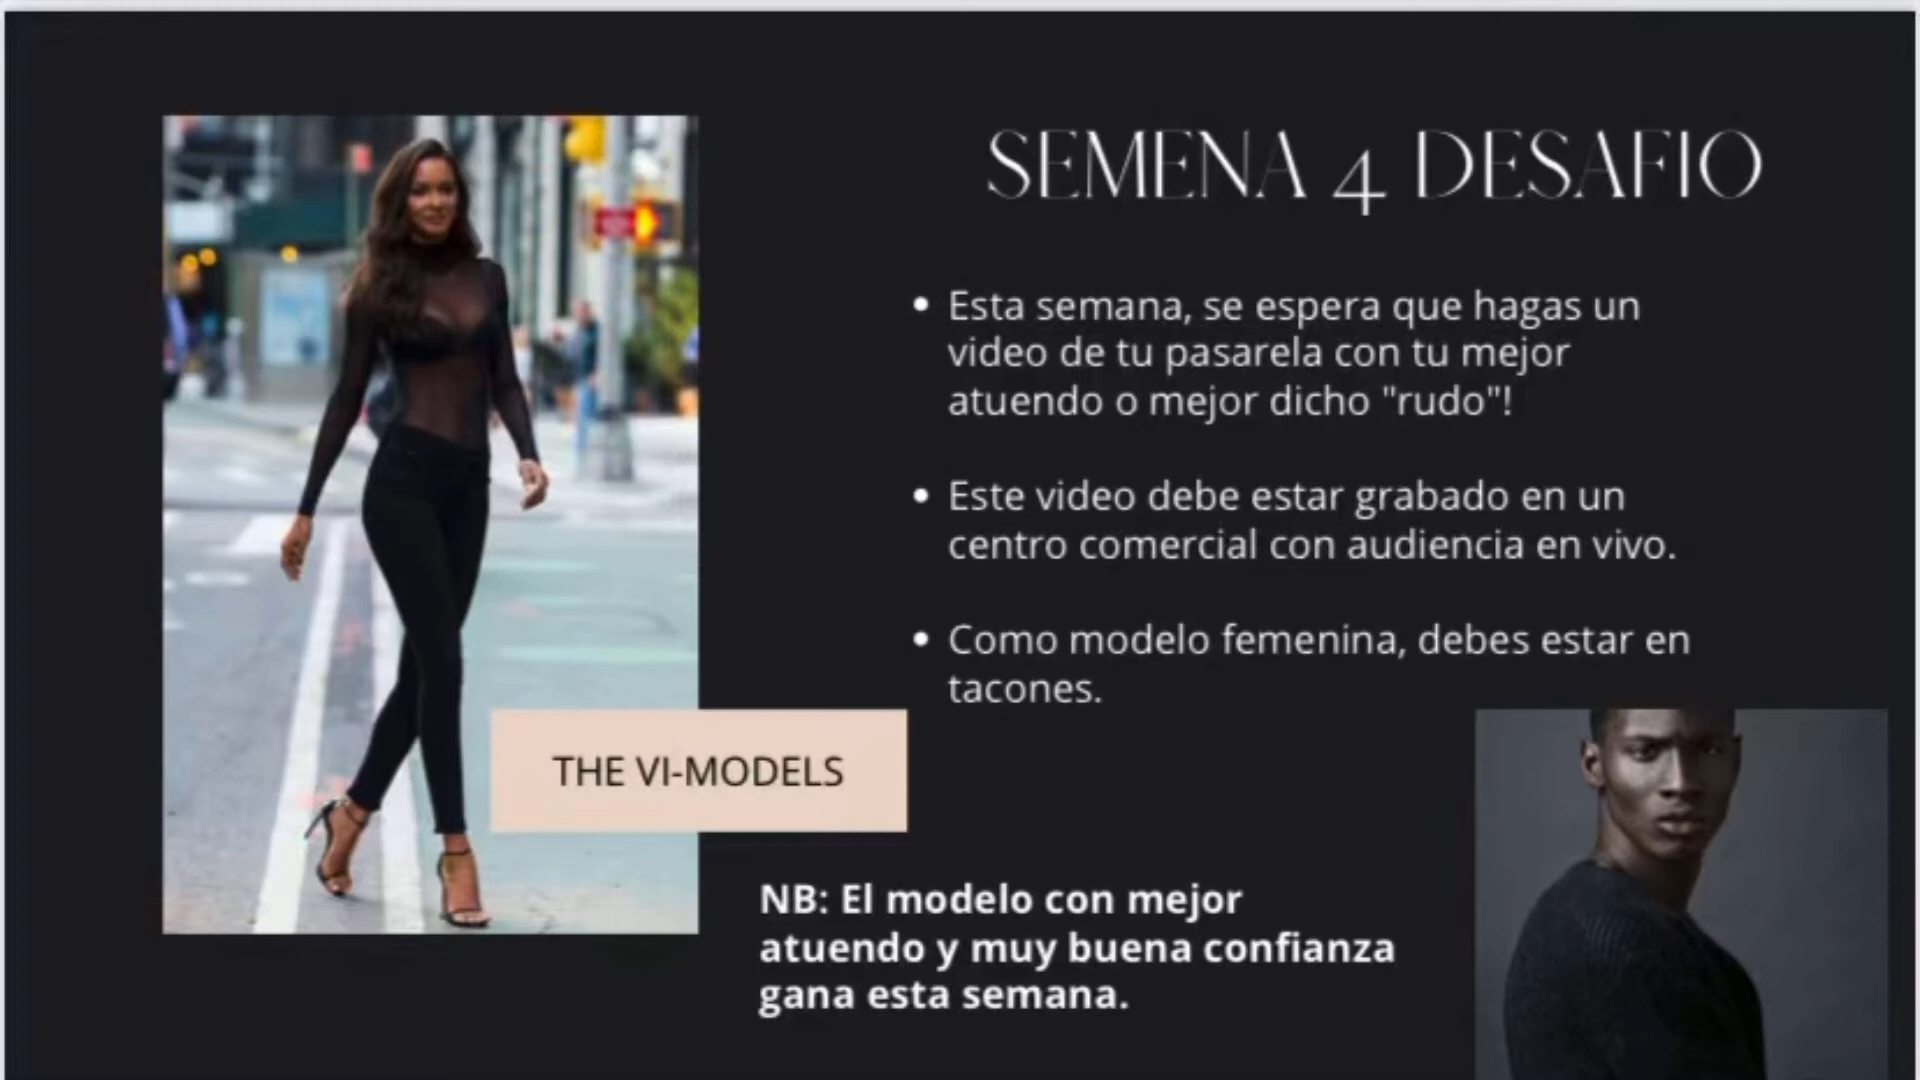 SEMENA 4 DESAFIO
Esta semana, se espera que hagas un
video de tu pasarela con tu mejor
atuendo o mejor dicho "rudo"!
Este video debe estar grabado en un
centro comercial con audiencia en vivo.
Como modelo femenina, debes estar en
tacones.
THE VI-MODELS
NB: El modelo con mejor
atuendo y muy buena confianza
gana esta semana.